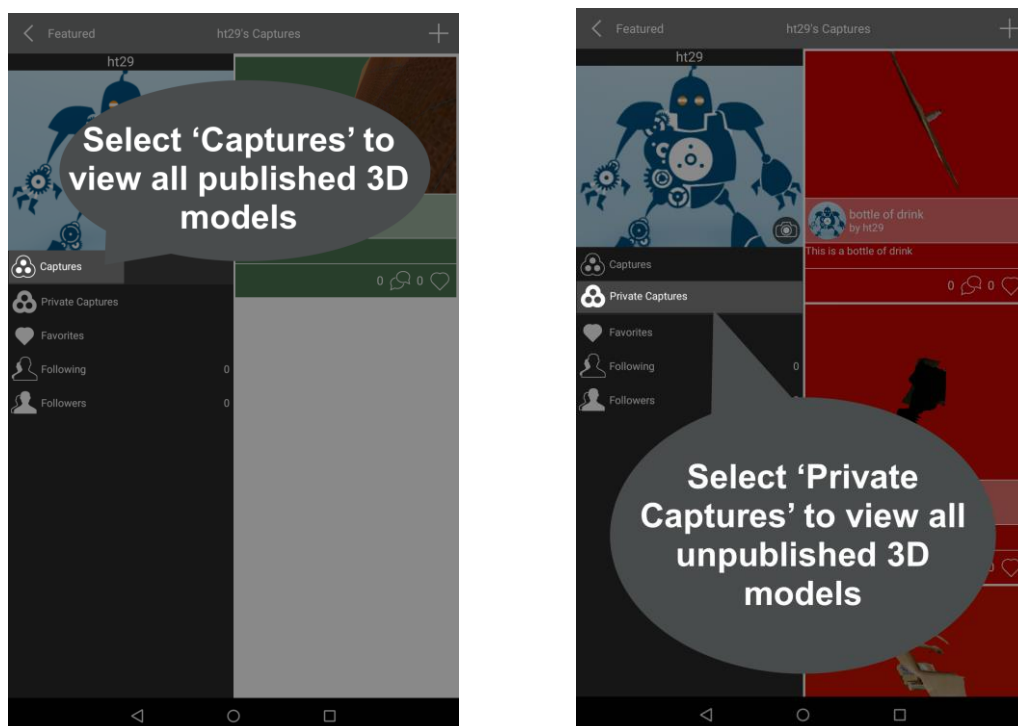 Featured
ht29's Captures
ht29
Select ‘Captures’ to
view all published 3D
models
Captures
0 0
Private Captures
Favorites
Following 0
Followers 0
Featured
ht29's Captures
ht29
bottle of drink
by ht29
This is a bottle of drink
Captures
0 0
Private Captures
Favorites
Following 0
Followers
Select ‘Private
Captures’ to view all
unpublished 3D
models